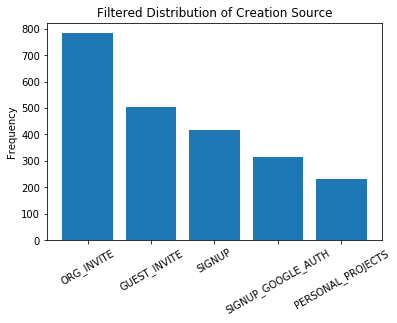 Filtered Distribution of Creation Source
Frequency
800
700
600
500
400
300
200
100
0
ORG_INVITE
GUEST_INVITE
SIGNUP
SIGNUP_GOOGLE_AUTH
PERSONAL_PROJECTS